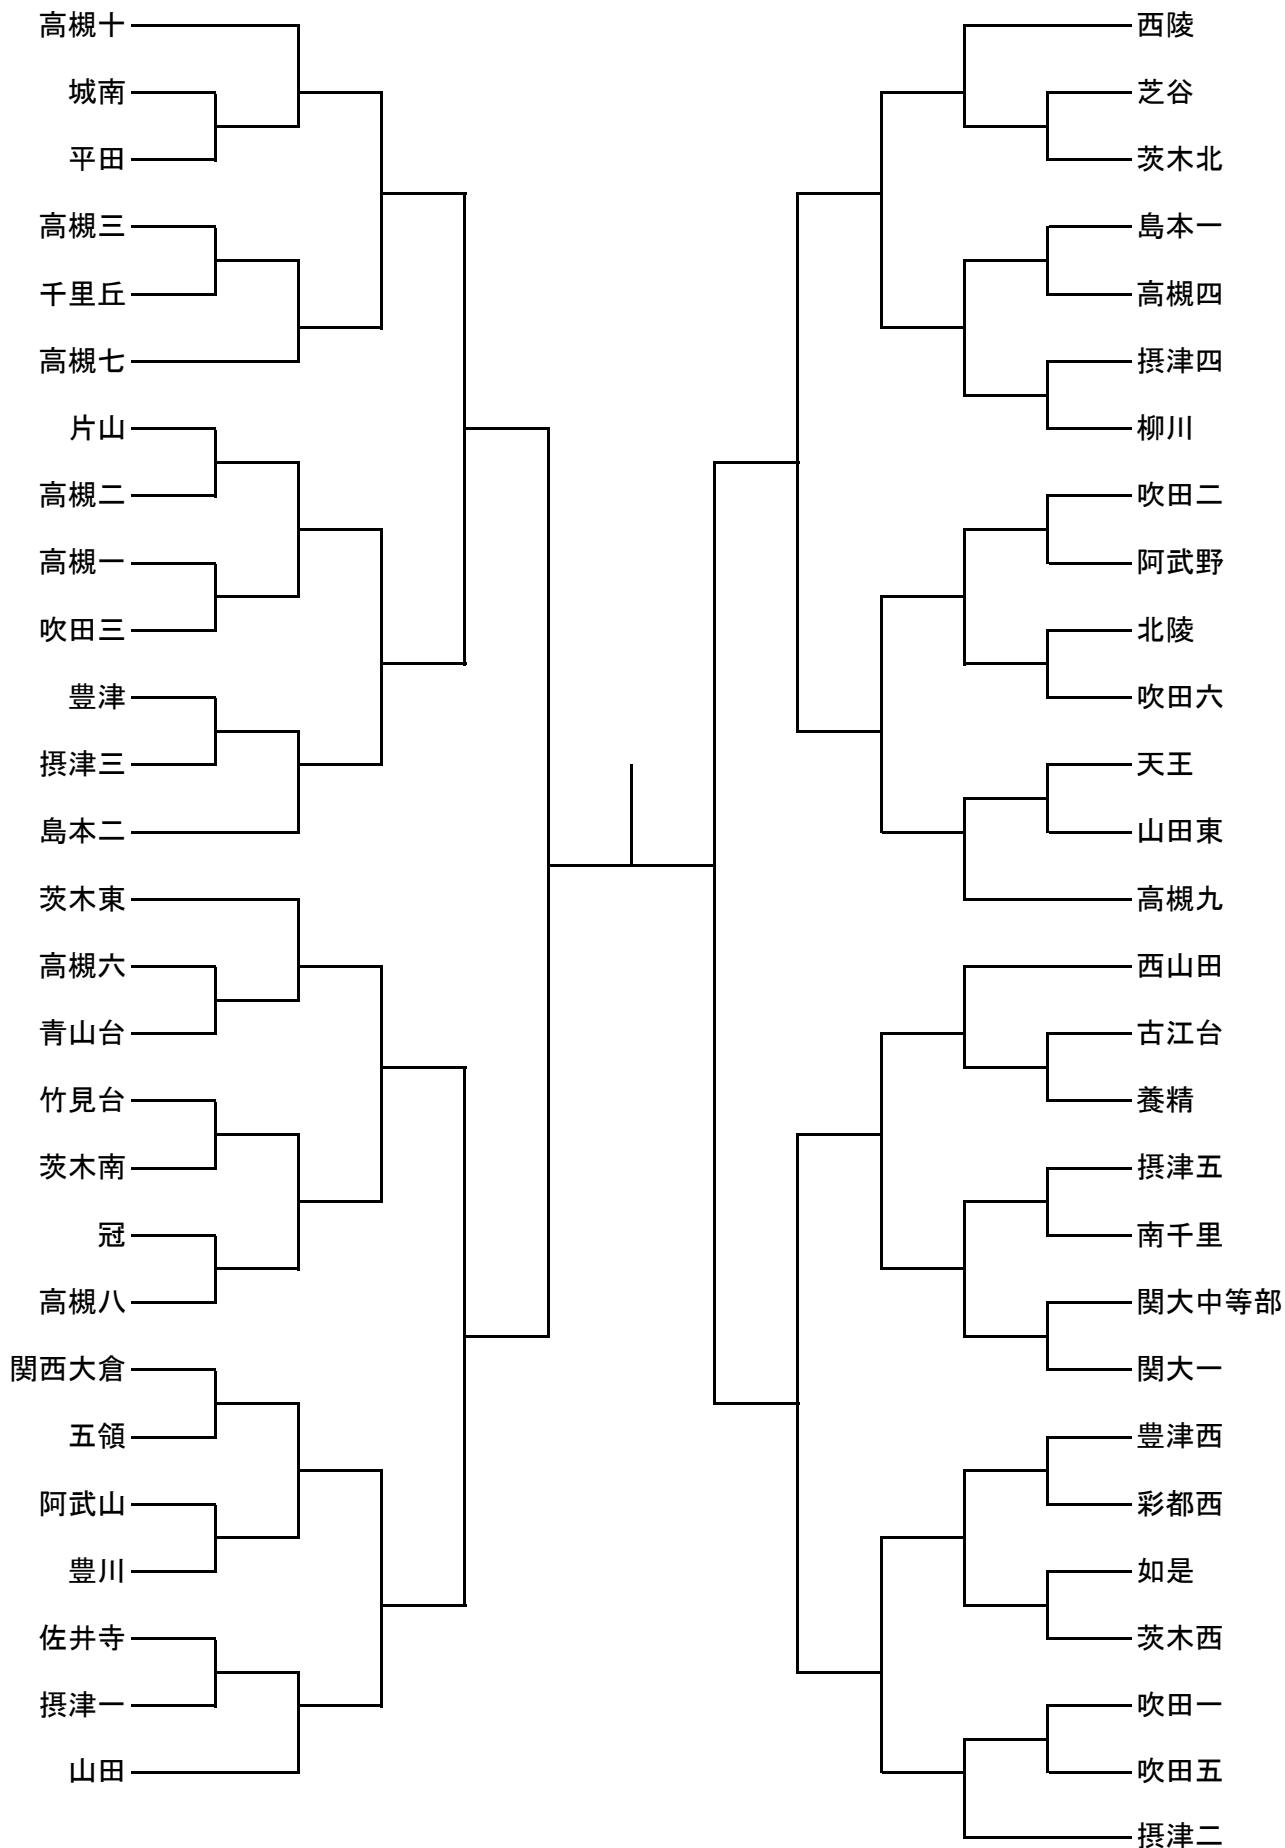 高槻十
城南
平田
高槻三
千里丘
高槻七
片山
高槻二
高槻一
吹田三
豊津
摂津三
島本二
茨木東
高槻六
青山台
竹見台
茨木南
冠
高槻八
関西大倉
五領
阿武山
豊川
佐井寺
摂津一
山田
西陵
芝谷
茨木北
島本一
高槻四
摂津四
柳川
吹田二
阿武野
北陵
吹田六
天王
山田東
高槻九
西山田
古江台
養精
摂津五
南千里
関大中等部
関大一
豊津西
彩都西
如是
茨木西
吹田一
吹田五
摂津二